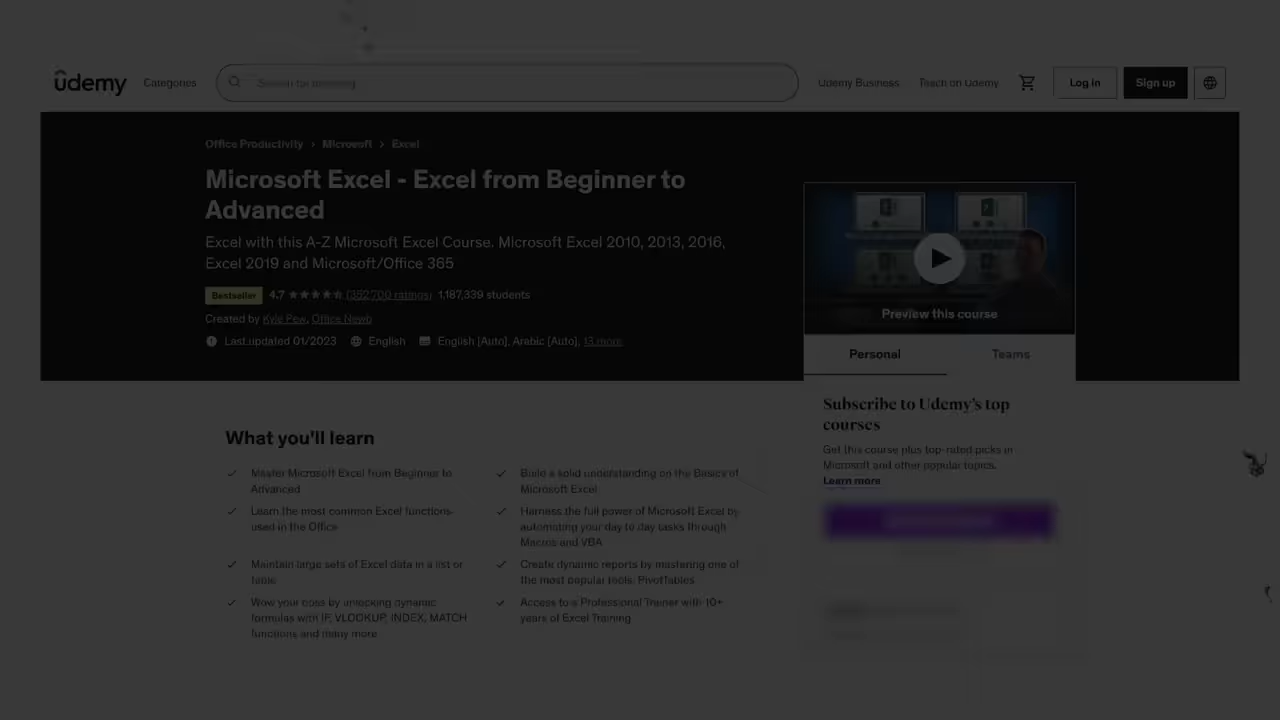 ûdemy Categories Search for anything Udemy Business Teach on Udemy Log in Sign up
Office Productivity > Microsoft > Excel
Microsoft Excel - Excel from Beginner to
Advanced
Excel with this A-Z Microsoft Excel Course. Microsoft Excel 2010, 2013, 2016,
Excel 2019 and Microsoft/Office 365
Bestseller 4.7 (352,700 ratings) 1,187,339 students
Created by Kyle Pew, Office Newb
Last updated 01/2023 English English [Auto], Arabic [Auto], 13 more
Preview this course
Personal Teams
Subscribe to Udemy's top
courses
Get this course plus top-rated picks in
Microsoft and other popular topics.
Learn more
What you'll learn
Master Microsoft Excel from Beginner to
Advanced
Build a solid understanding on the Basics of
Microsoft Excel
Learn the most common Excel functions
used in the Office
Harness the full power of Microsoft Excel by
automating your day to day tasks through
Macros and VBA
Maintain large sets of Excel data in a list or
table
Create dynamic reports by mastering one of
the most popular tools, PivotTables
Wow your boss by unlocking dynamic
formulas with IF, VLOOKUP, INDEX, MATCH
functions and many more
Access to a Professional Trainer with 10+
years of Excel Training